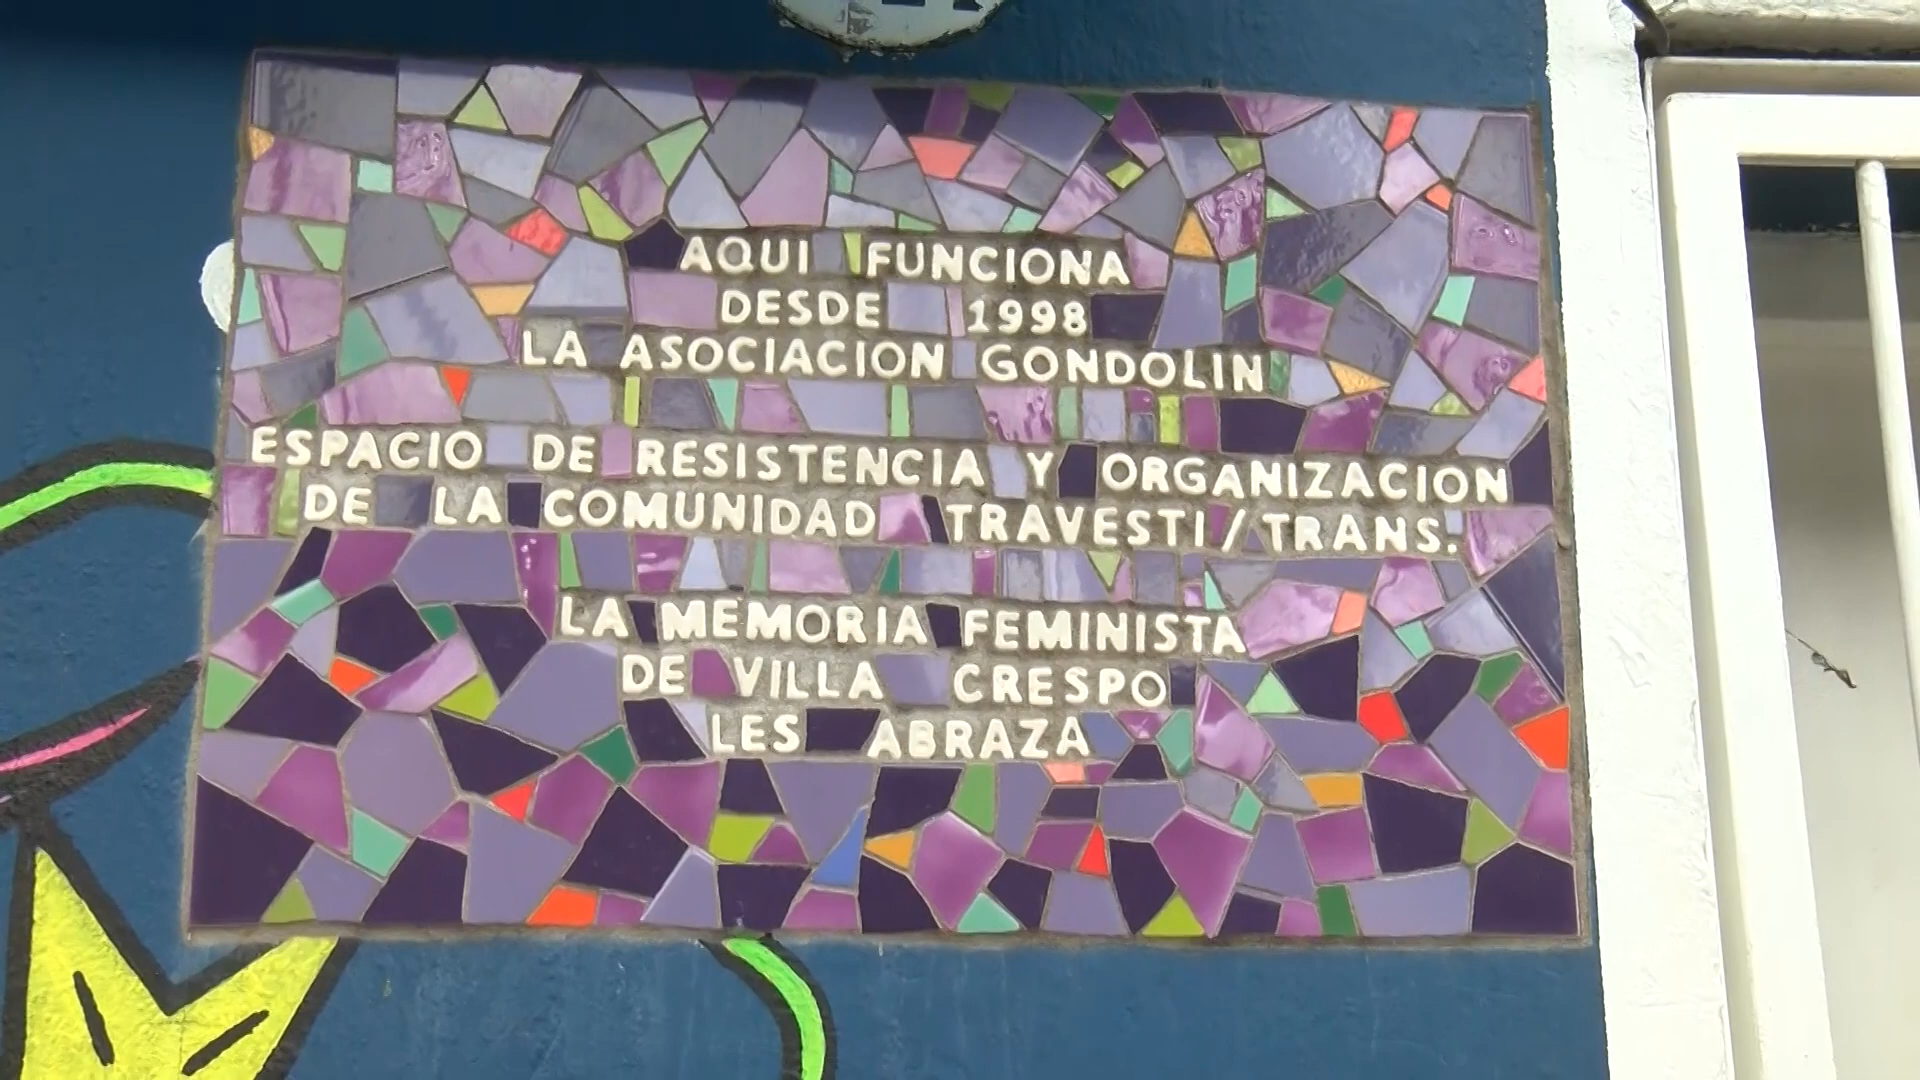 AQUI FUNCIONA
DESDE 1998
LA ASOCIACION GONDOLIN
ESPACIO DE RESISTENCIA Y ORGANIZACION
DE LA COMUNIDAD TRAVESTI/TRANS.
LA MEMORIA FEMINISTA
DE VILLA CRESPO
LES ABRAZA